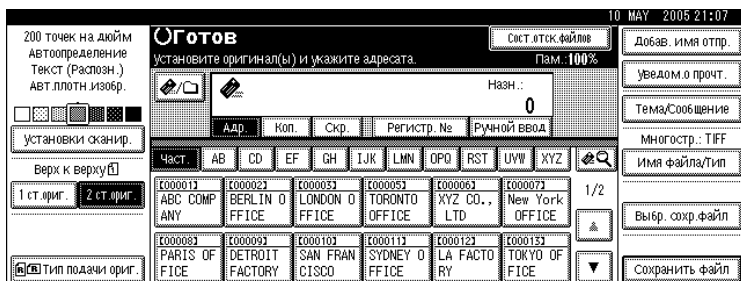 10 MAY 2005 21:07
200 точек на дюйм
Автоопределение
Текст (Распозн.)
Авт.плотн.изобр.
Установки сканир.
Верх к верху
1 ст.ориг.
2 ст.ориг.
Тип подачи ориг.
Готов
Сост.отск.файлов
Установите оригинал(ы) и укажите адресата.
Пам.:100%
Назн.:
0
Адр.
Коп.
Скр.
Регистр. №
Ручной ввод
Част.
AB
CD
EF
GH
IJK
LMN
OPQ
RST
UVW
XYZ
[00001]
ABC COMP
ANY
[00002]
BERLIN O
FFICE
[00003]
LONDON O
FFICE
[00005]
TORONTO
OFFICE
[00006]
XYZ CO.,
LTD
[00007]
New York
OFFICE
1/2
[00008]
PARIS OF
FICE
[00009]
DETROIT
FACTORY
[00010]
SAN FRAN
CISCO
[00011]
SYDNEY O
FFICE
[00012]
LA FACTO
RY
[00013]
TOKYO OF
FICE
Добав. имя отпр.
Уведом.о прочт.
Тема/Сообщение
Многостр.: TIFF
Имя файла/Тип
Выбр. сохр.файл
Сохранить файл